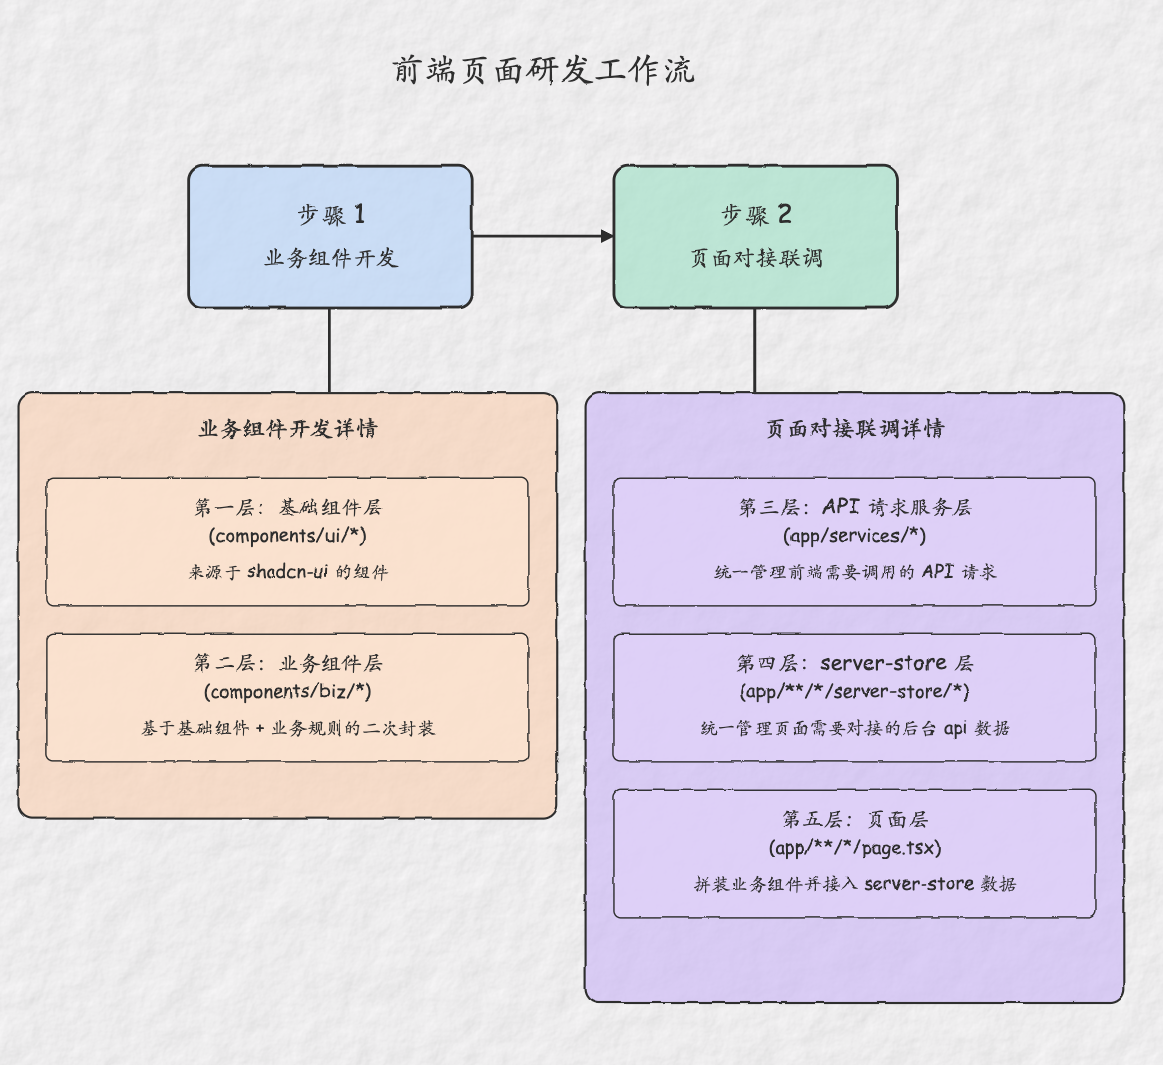 前端页面研发工作流
步骤 1
业务组件开发
步骤 2
页面对接联调
业务组件开发详情
第一层：基础组件层
(components/ui/*)
来源于 shadcn-ui 的组件
第二层：业务组件层
(components/biz/*)
基于基础组件 + 业务规则的二次封装
页面对接联调详情
第三层：API 请求服务层
(app/services/*)
统一管理前端需要调用的 API 请求
第四层：server-store 层
(app/**/*/server-store/*)
统一管理页面需要对接的后台 api 数据
第五层：页面层
(app/**/*/page.tsx)
拼装业务组件并接入 server-store 数据